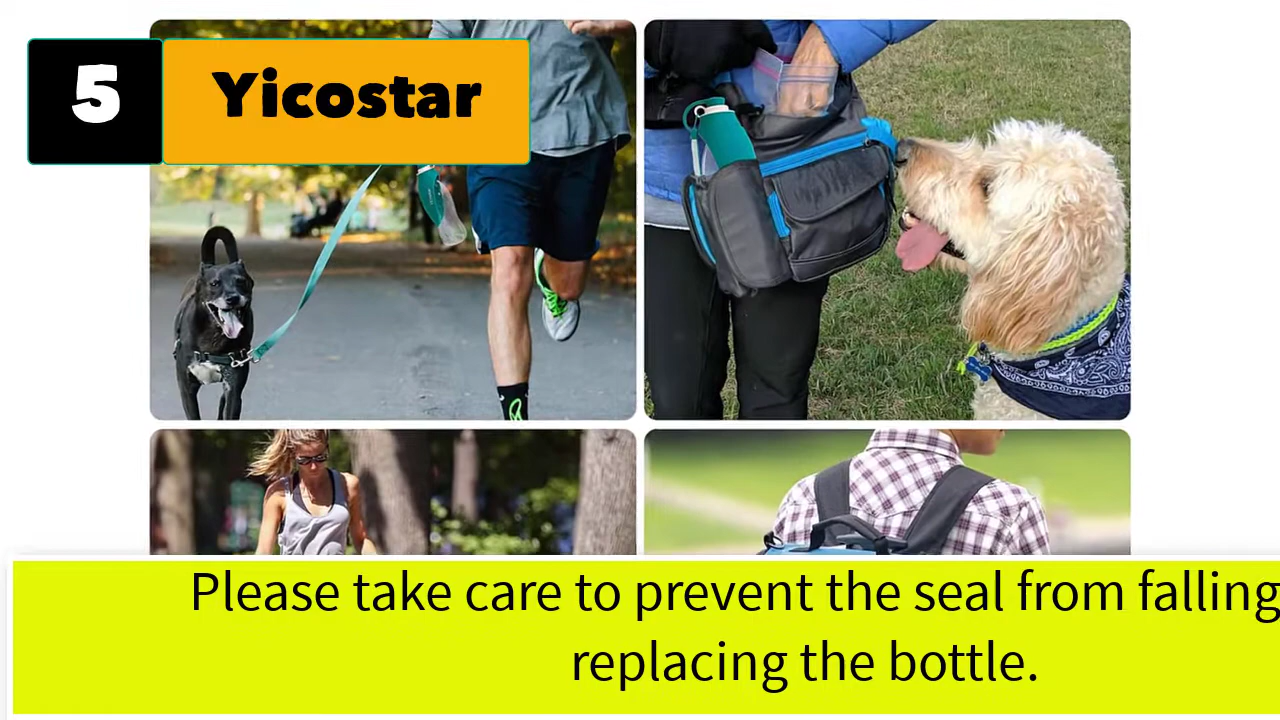 5
Yicostar
Please take care to prevent the seal from falling
replacing the bottle.